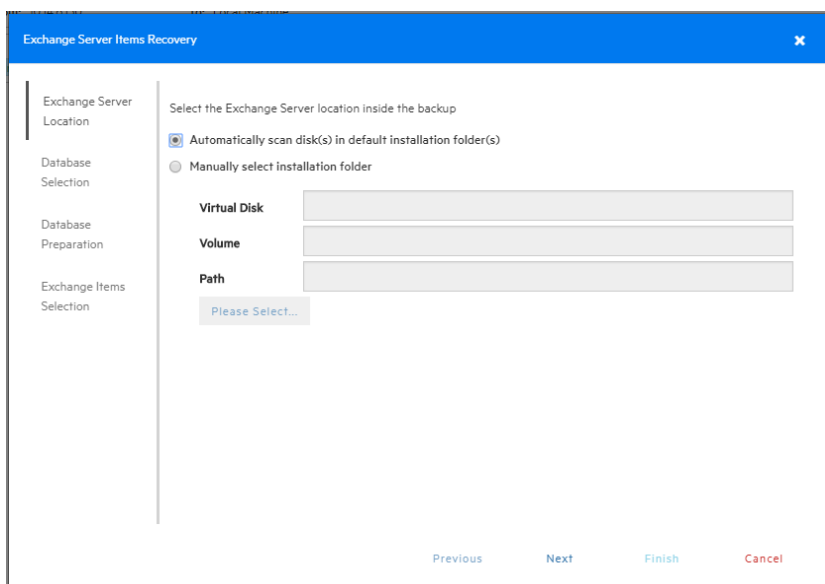 Exchange Server Items Recovery
Exchange Server
Location
Database
Selection
Database
Preparation
Exchange Items
Selection
Select the Exchange Server location inside the backup
Automatically scan disk(s) in default installation folder(s)
Manually select installation folder
Virtual Disk
Volume
Path
Please Select...
Previous Next Finish Cancel